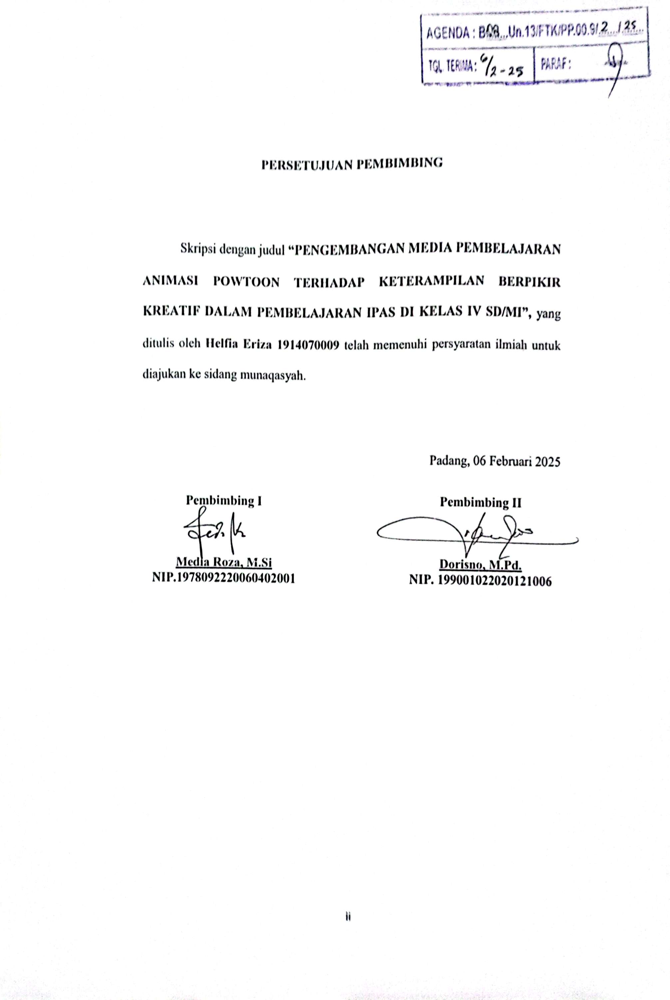 AGENDA : B Un.13/FTK/PP.00.9/ 2 / 25
TGL. TERIMA : 6/2 - 25 PARAF :
PERSETUJUAN PEMBIMBING
Skripsi dengan judul “PENGEMBANGAN MEDIA PEMBELAJARAN
ANIMASI POWTOON TERHADAP KETERAMPILAN BERPIKIR
KREATIF DALAM PEMBELAJARAN IPAS DI KELAS IV SD/MI”, yang
ditulis oleh Helfia Eriza 1914070009 telah memenuhi persyaratan ilmiah untuk
diajukan ke sidang munaqasyah.
Padang, 06 Februari 2025
Pembimbing I
Media Roza, M.Si
NIP.1978092220060402001
Pembimbing II
Dorisno, M.Pd.
NIP. 199001022020121006
ii